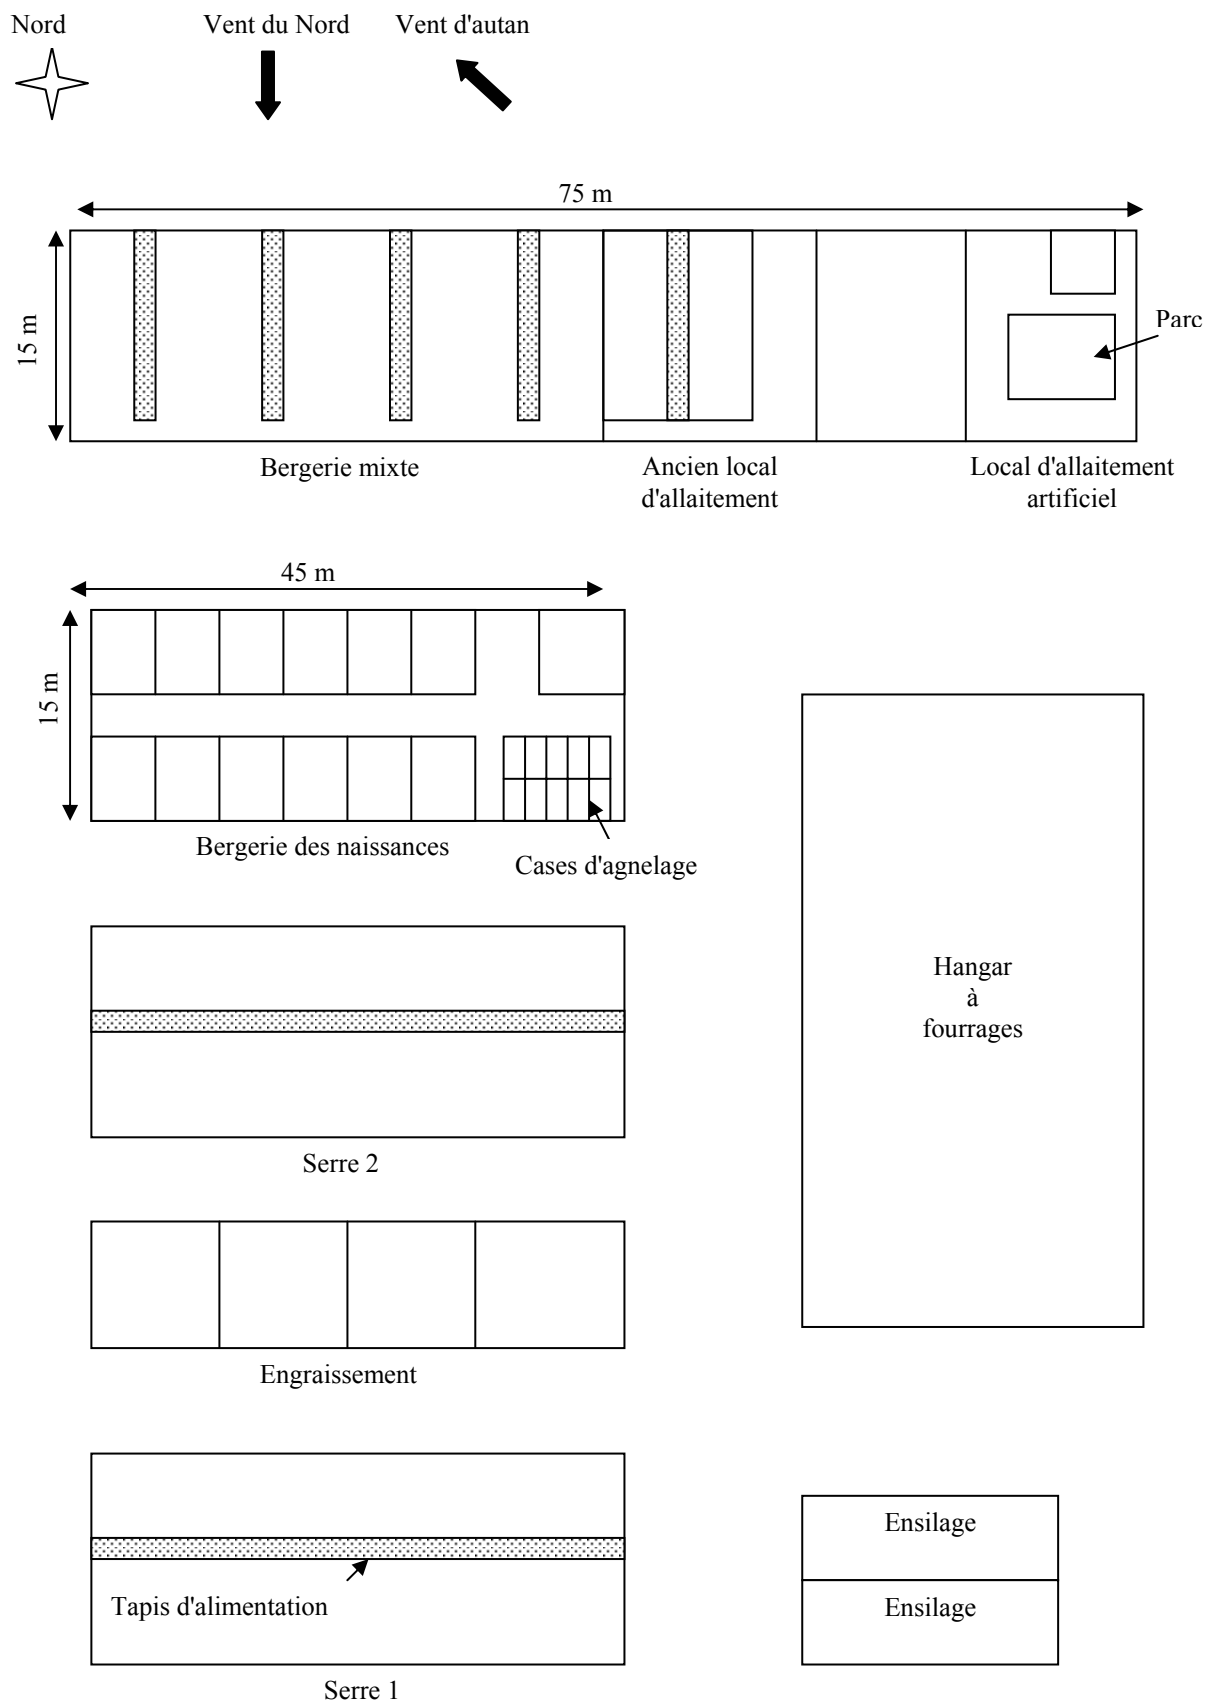 Nord
Vent du Nord
Vent d'autan
75 m
15 m
Parc
Bergerie mixte
Ancien local
d'allaitement
Local d'allaitement
artificiel
45 m
15 m
Bergerie des naissances
Cases d'agnelage
Hangar
à
fourrages
Serre 2
Engraissement
Tapis d'alimentation
Serre 1
Ensilage
Ensilage